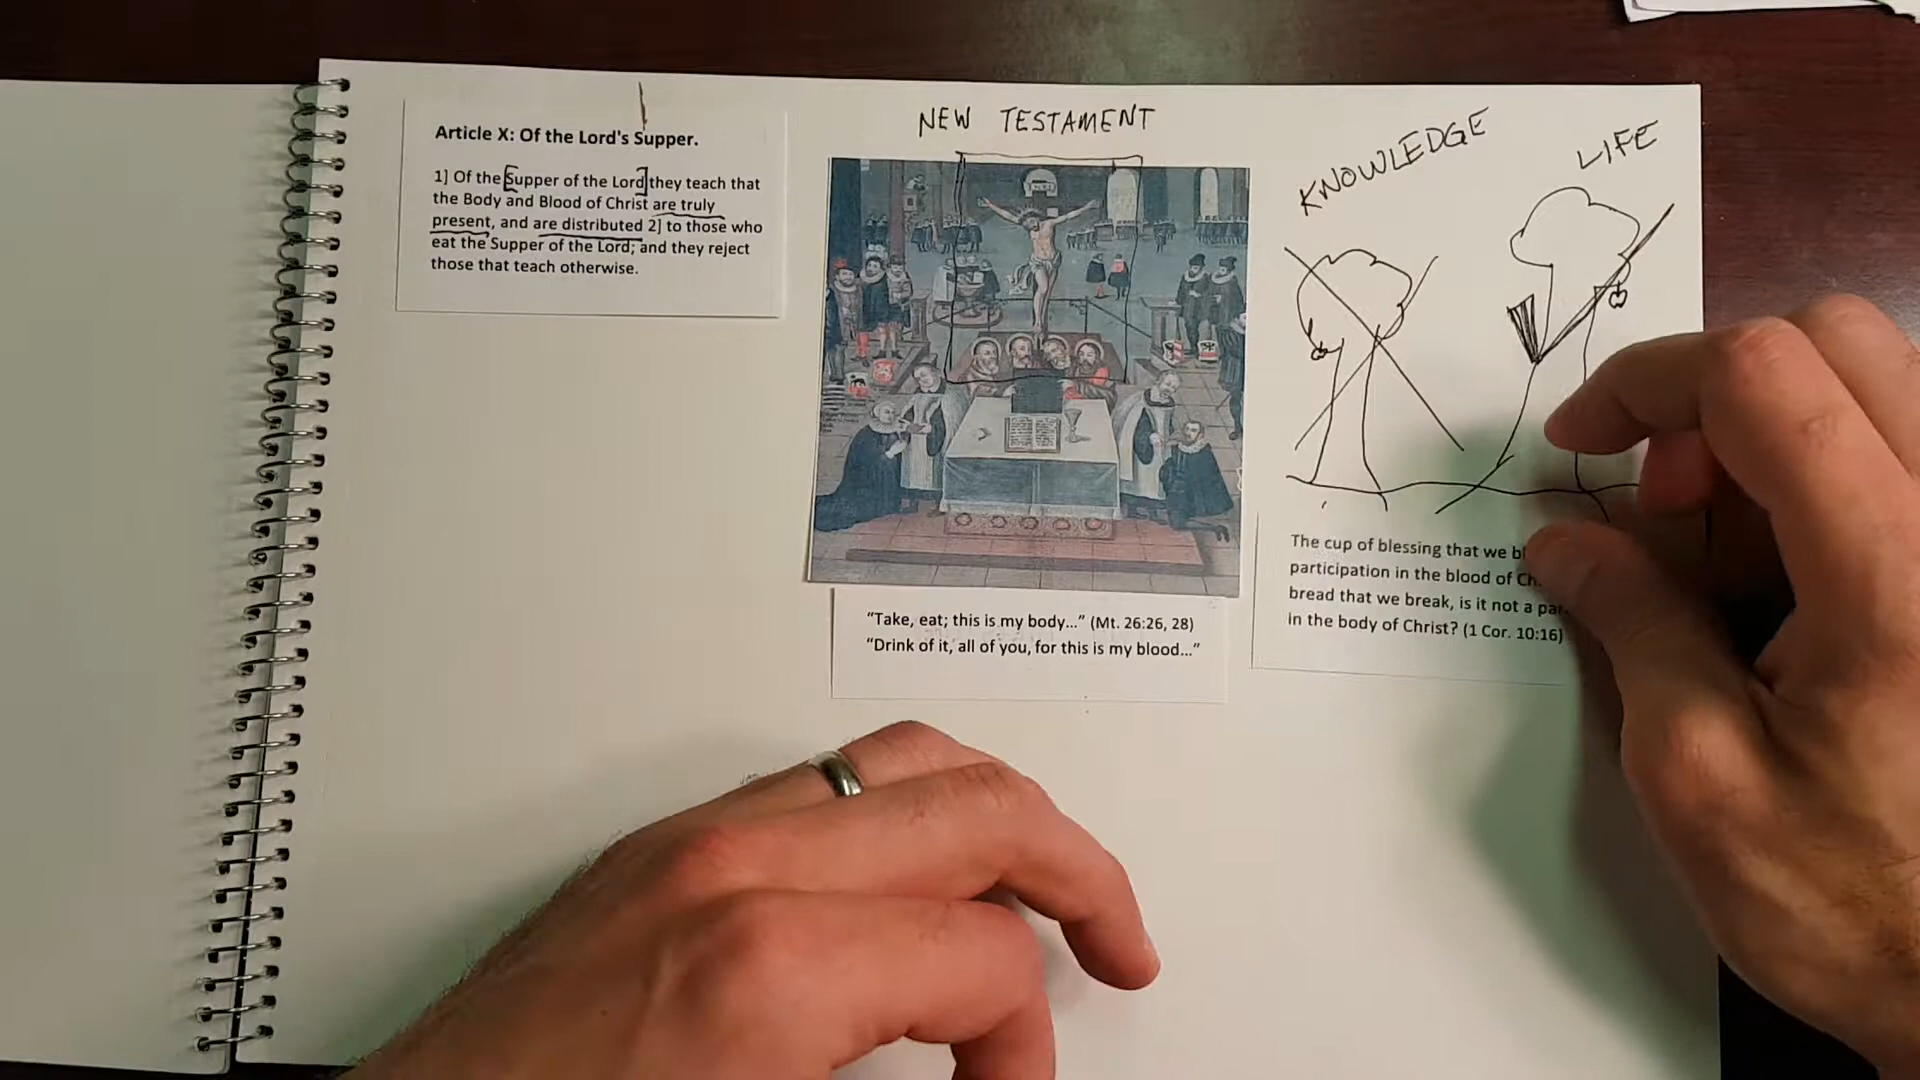 Article X: Of the Lord's Supper.
1] Of the [Supper of the Lord] they teach that
the Body and Blood of Christ are truly
present, and are distributed 2] to those who
eat the Supper of the Lord; and they reject
those that teach otherwise.
NEW TESTAMENT
"Take, eat; this is my body..." (Mt. 26:26, 28)
"Drink of it, all of you, for this is my blood..."
KNOWLEDGE
LIFE
The cup of blessing that we
participation in the blood of
bread that we break, is it not a
in the body of Christ? (1 Cor. 10:16)